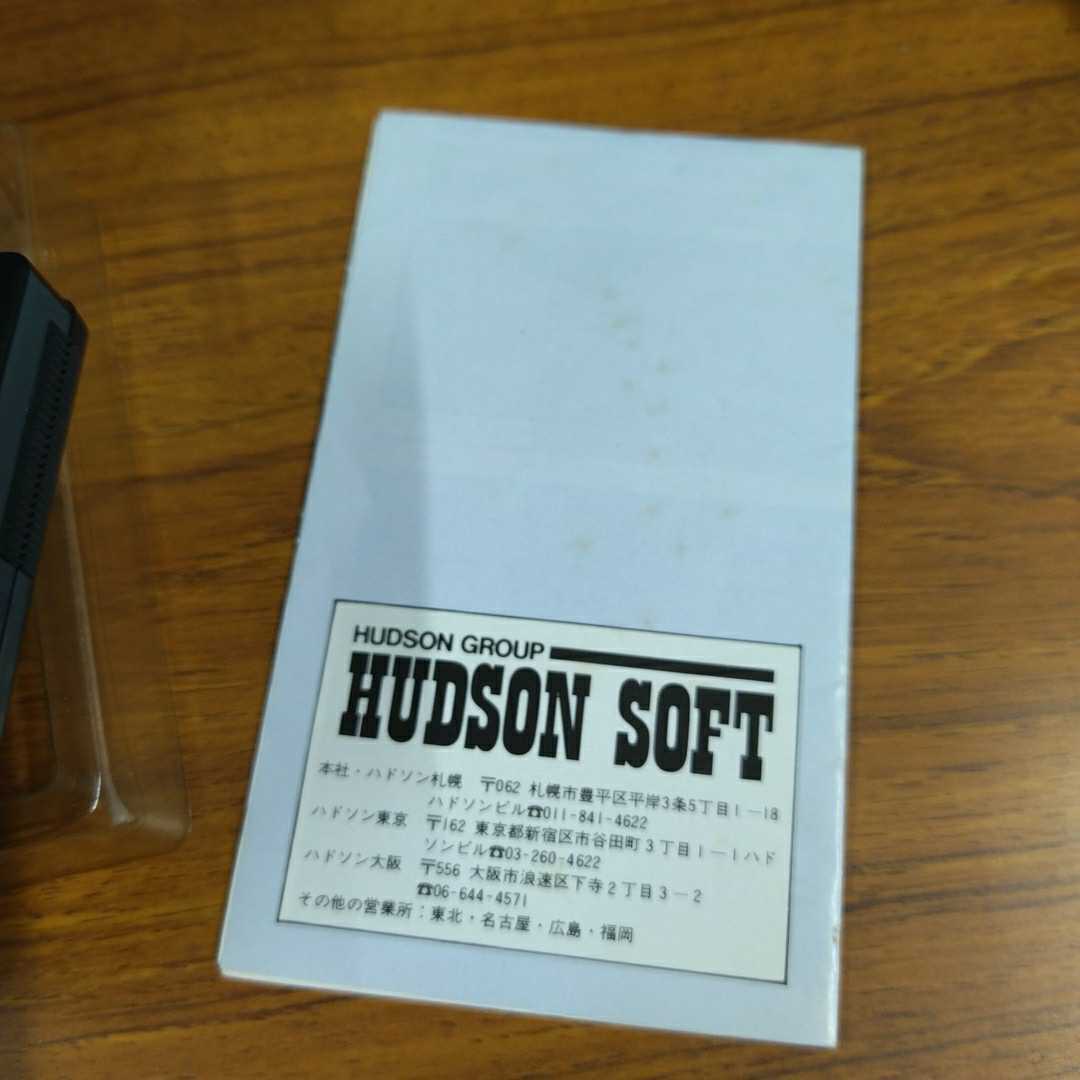 HUDSON GROUP
HUDSON SOFT
本社・ハドソン札幌 〒062 札幌市豊平区平岸3条5丁目1-18
ハドソンビル☎011-841-4622
ハドソン東京 〒162 東京都新宿区市谷田町3丁目1-1ハド
ソンビル☎03-260-4622
ハドソン大阪 〒556 大阪市浪速区下寺2丁目3-2
☎06-644-4571
その他の営業所：東北・名古屋・広島・福岡